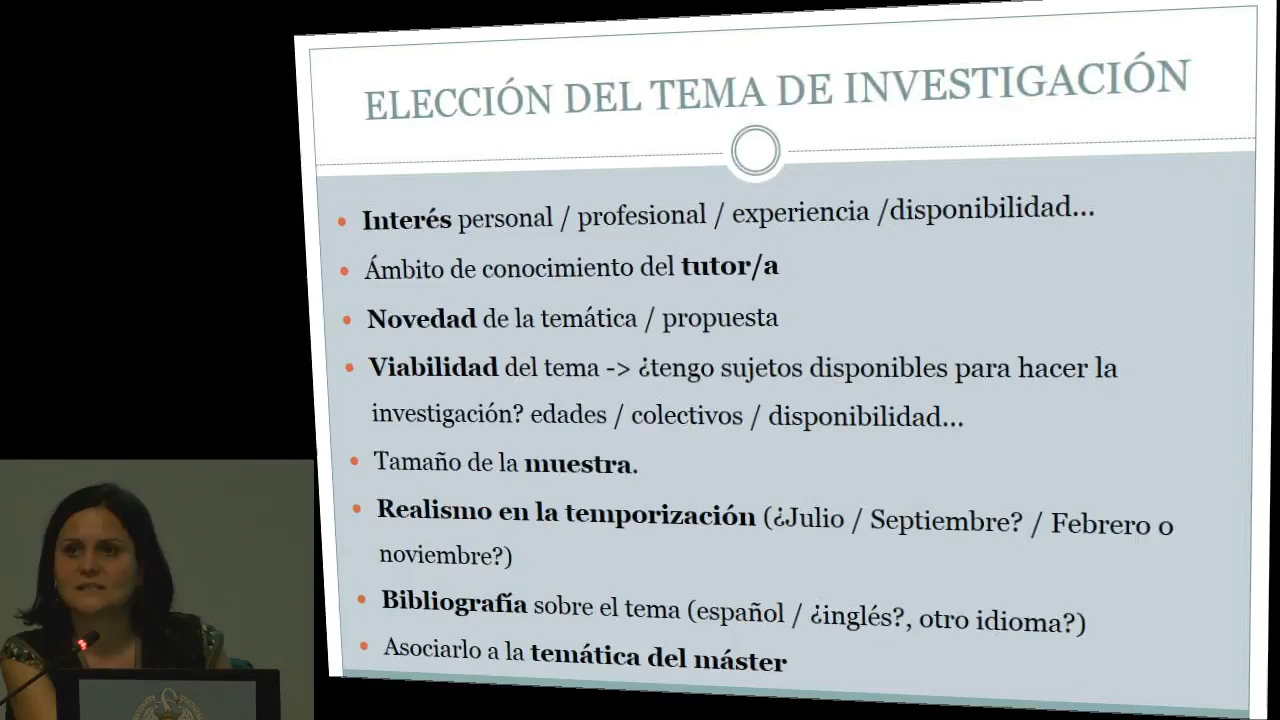 ELECCIÓN DEL TEMA DE INVESTIGACIÓN
• Interés personal / profesional / experiencia /disponibilidad...
• Ámbito de conocimiento del tutor/a
• Novedad de la temática / propuesta
• Viabilidad del tema -> ¿tengo sujetos disponibles para hacer la
investigación? edades / colectivos / disponibilidad...
• Tamaño de la muestra.
• Realismo en la temporización (¿Julio / Septiembre? / Febrero o
noviembre?)
• Bibliografía sobre el tema (español / ¿inglés?, otro idioma?)
• Asociarlo a la temática del máster